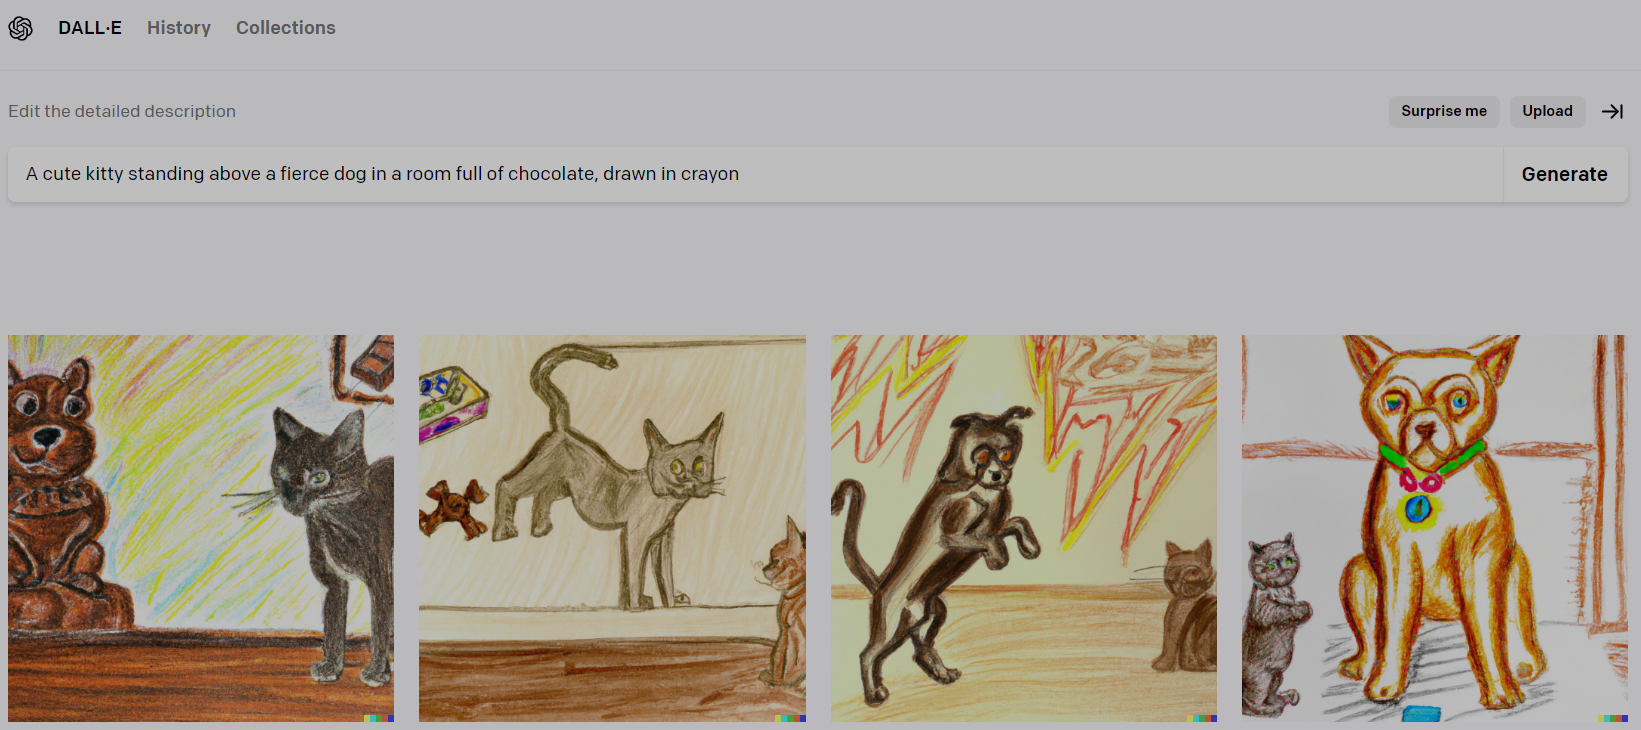 DALL·E History Collections
Edit the detailed description Surprise me Upload
A cute kitty standing above a fierce dog in a room full of chocolate, drawn in crayon Generate